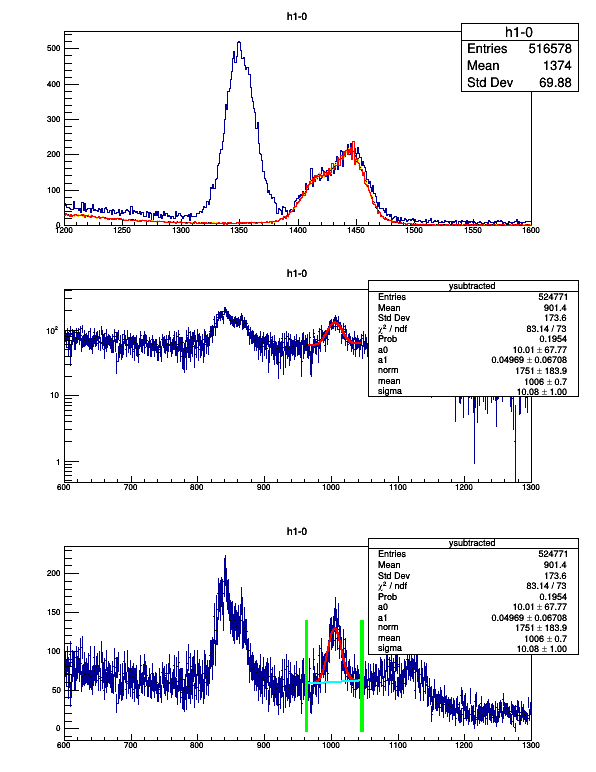 h1-0
h1-0
Entries 516578
Mean 1374
Std Dev 69.88
500
400
300
200
100
0
1200 1250 1300 1350 1400 1450 1500 1550 1600
h1-0
ysubtracted
Entries 524771
Mean 901.4
Std Dev 173.6
χ² / ndf 83.14 / 73
Prob 0.1954
a0 10.01 ± 67.77
a1 0.04969 ± 0.06708
norm 1751 ± 183.9
mean 1006 ± 0.7
sigma 10.08 ± 1.00
10²
10
1
600 700 800 900 1000 1100 1200 1300
h1-0
ysubtracted
Entries 524771
Mean 901.4
Std Dev 173.6
χ² / ndf 83.14 / 73
Prob 0.1954
a0 10.01 ± 67.77
a1 0.04969 ± 0.06708
norm 1751 ± 183.9
mean 1006 ± 0.7
sigma 10.08 ± 1.00
200
150
100
50
0
600 700 800 900 1000 1100 1200 1300